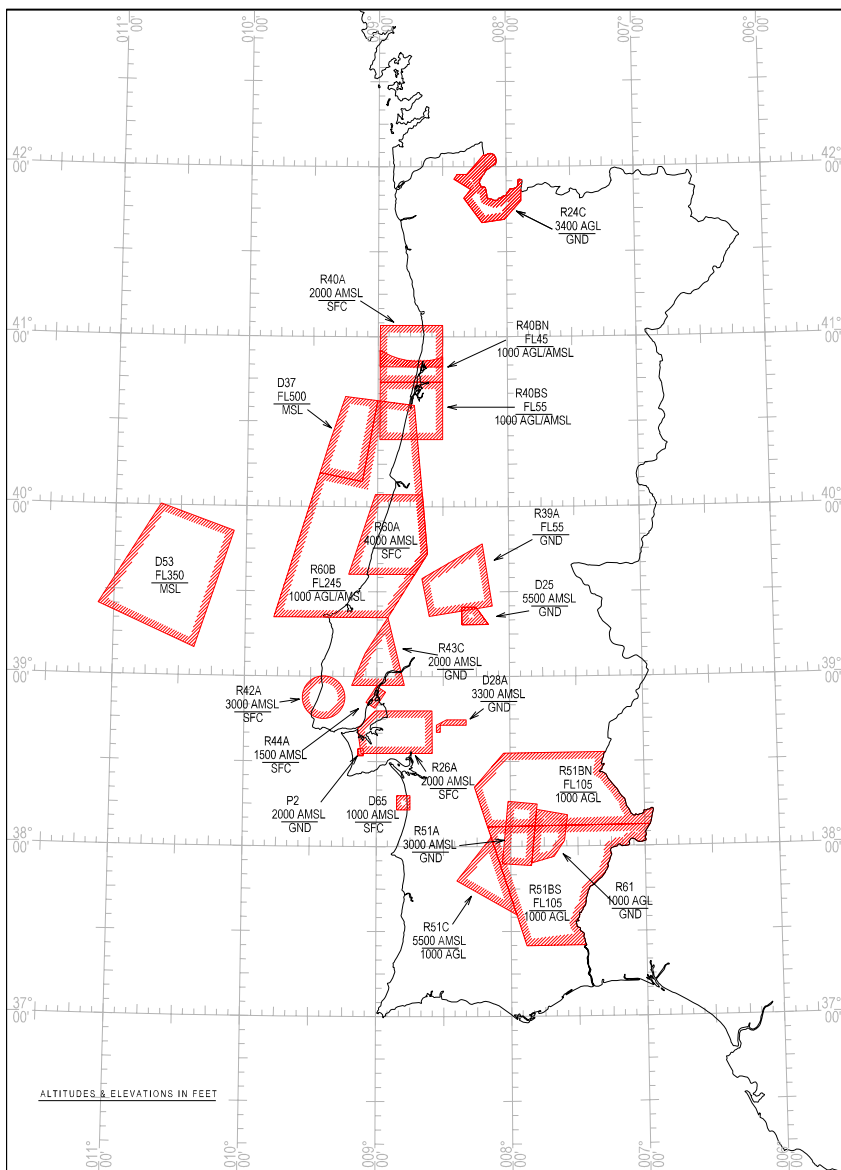 011°
010°
009°
008°
007°
006°
42°
00'
42°
00'
R24C
3400 AGL
GND
R40A
2000 AMSL
SFC
41°
00'
41°
00'
R40BN
FL45
1000 AGL/AMSL
D37
FL500
MSL
R40BS
FL55
1000 AGL/AMSL
40°
00'
40°
00'
R39A
FL55
GND
R60A
4000 AMSL
SFC
D53
FL350
MSL
R60B
FL245
1000 AGL/AMSL
D25
5500 AMSL
GND
39°
00'
39°
00'
R43C
2000 AMSL
GND
D28A
3300 AMSL
GND
R42A
3000 AMSL
SFC
R44A
1500 AMSL
SFC
R26A
2000 AMSL
SFC
R51BN
FL105
1000 AGL
P2
2000 AMSL
GND
D65
1000 AMSL
SFC
38°
00'
38°
00'
R51A
3000 AMSL
GND
R51BS
FL105
1000 AGL
R61
1000 AGL
GND
R51C
5500 AMSL
1000 AGL
37°
00'
37°
00'
ALTITUDES & ELEVATIONS IN FEET
011°
00'
010°
00'
009°
00'
008°
00'
007°
00'
006°
00'